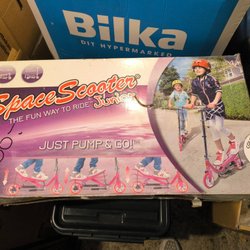 Bilka
DIT HYPERMARKED
SpaceScooter®
Junior
THE FUN WAY TO RIDE
JUST PUMP & GO!